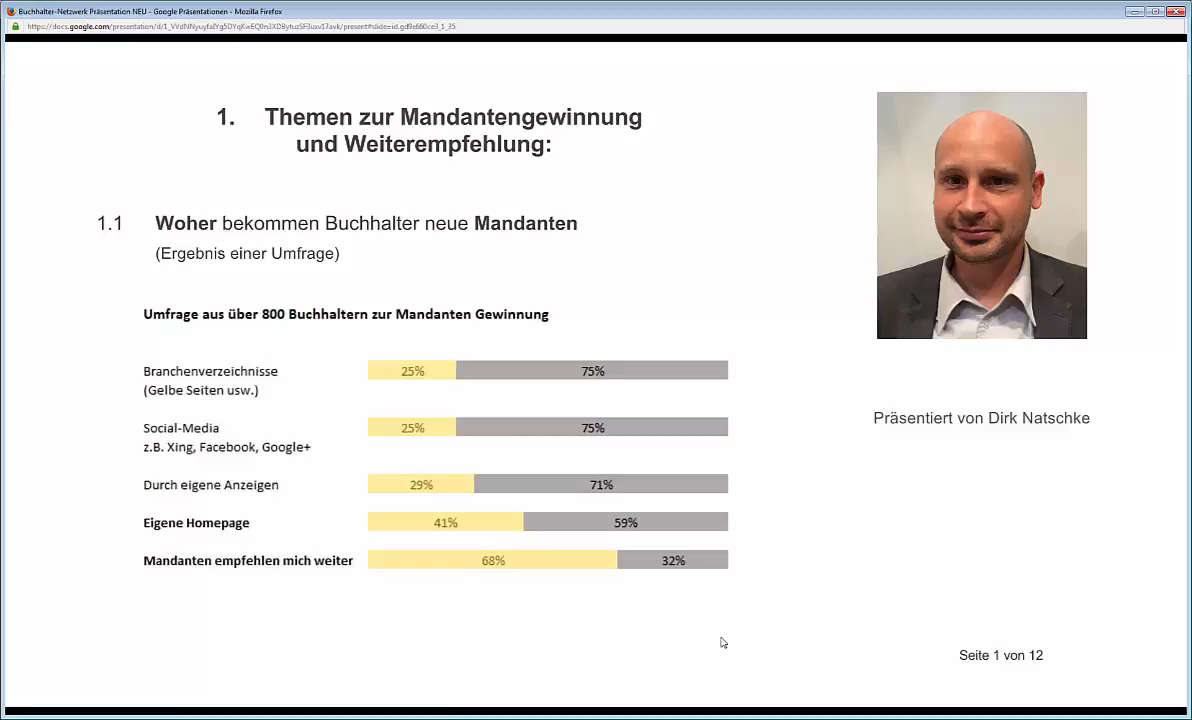 Buchhalter-Netzwerk Präsentation NEU - Google Präsentationen - Mozilla Firefox
1. Themen zur Mandantengewinnung
und Weiterempfehlung:
1.1 Woher bekommen Buchhalter neue Mandanten
(Ergebnis einer Umfrage)
Umfrage aus über 800 Buchhaltern zur Mandanten Gewinnung
Branchenverzeichnisse 25% 75%
(Gelbe Seiten usw.)
Social-Media 25% 75%
z.B. Xing, Facebook, Google+
Durch eigene Anzeigen 29% 71%
Eigene Homepage 41% 59%
Mandanten empfehlen mich weiter 68% 32%
Präsentiert von Dirk Natschke
Seite 1 von 12